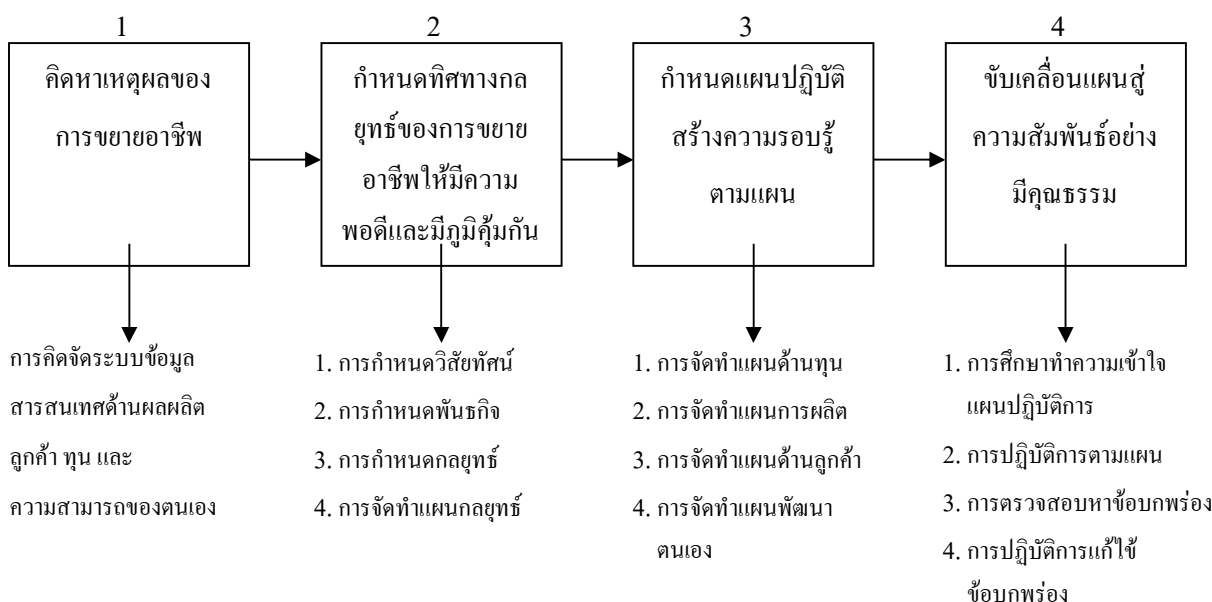 1
คิดหาเหตุผลของ
การขยายอาชีพ
2
กำหนดทิศทางกล
ยุทธ์ของการขยาย
อาชีพให้มีความ
พอดีและมีภูมิคุ้มกัน
3
กำหนดแผนปฏิบัติ
สร้างความรอบรู้
ตามแผน
4
ขับเคลื่อนแผนสู่
ความสัมพันธ์อย่าง
มีคุณธรรม
การคิดจัดระบบข้อมูล
สารสนเทศด้านผลผลิต
ลูกค้า ทุน และ
ความสามารถของตนเอง
1. การกำหนดวิสัยทัศน์
2. การกำหนดพันธกิจ
3. การกำหนดกลยุทธ์
4. การจัดทำแผนกลยุทธ์
1. การจัดทำแผนด้านทุน
2. การจัดทำแผนการผลิต
3. การจัดทำแผนด้านลูกค้า
4. การจัดทำแผนพัฒนา
ตนเอง
1. การศึกษาทำความเข้าใจ
แผนปฏิบัติการ
2. การปฏิบัติการตามแผน
3. การตรวจสอบหาข้อบกพร่อง
4. การปฏิบัติการแก้ไข้
ข้อบกพร่อง